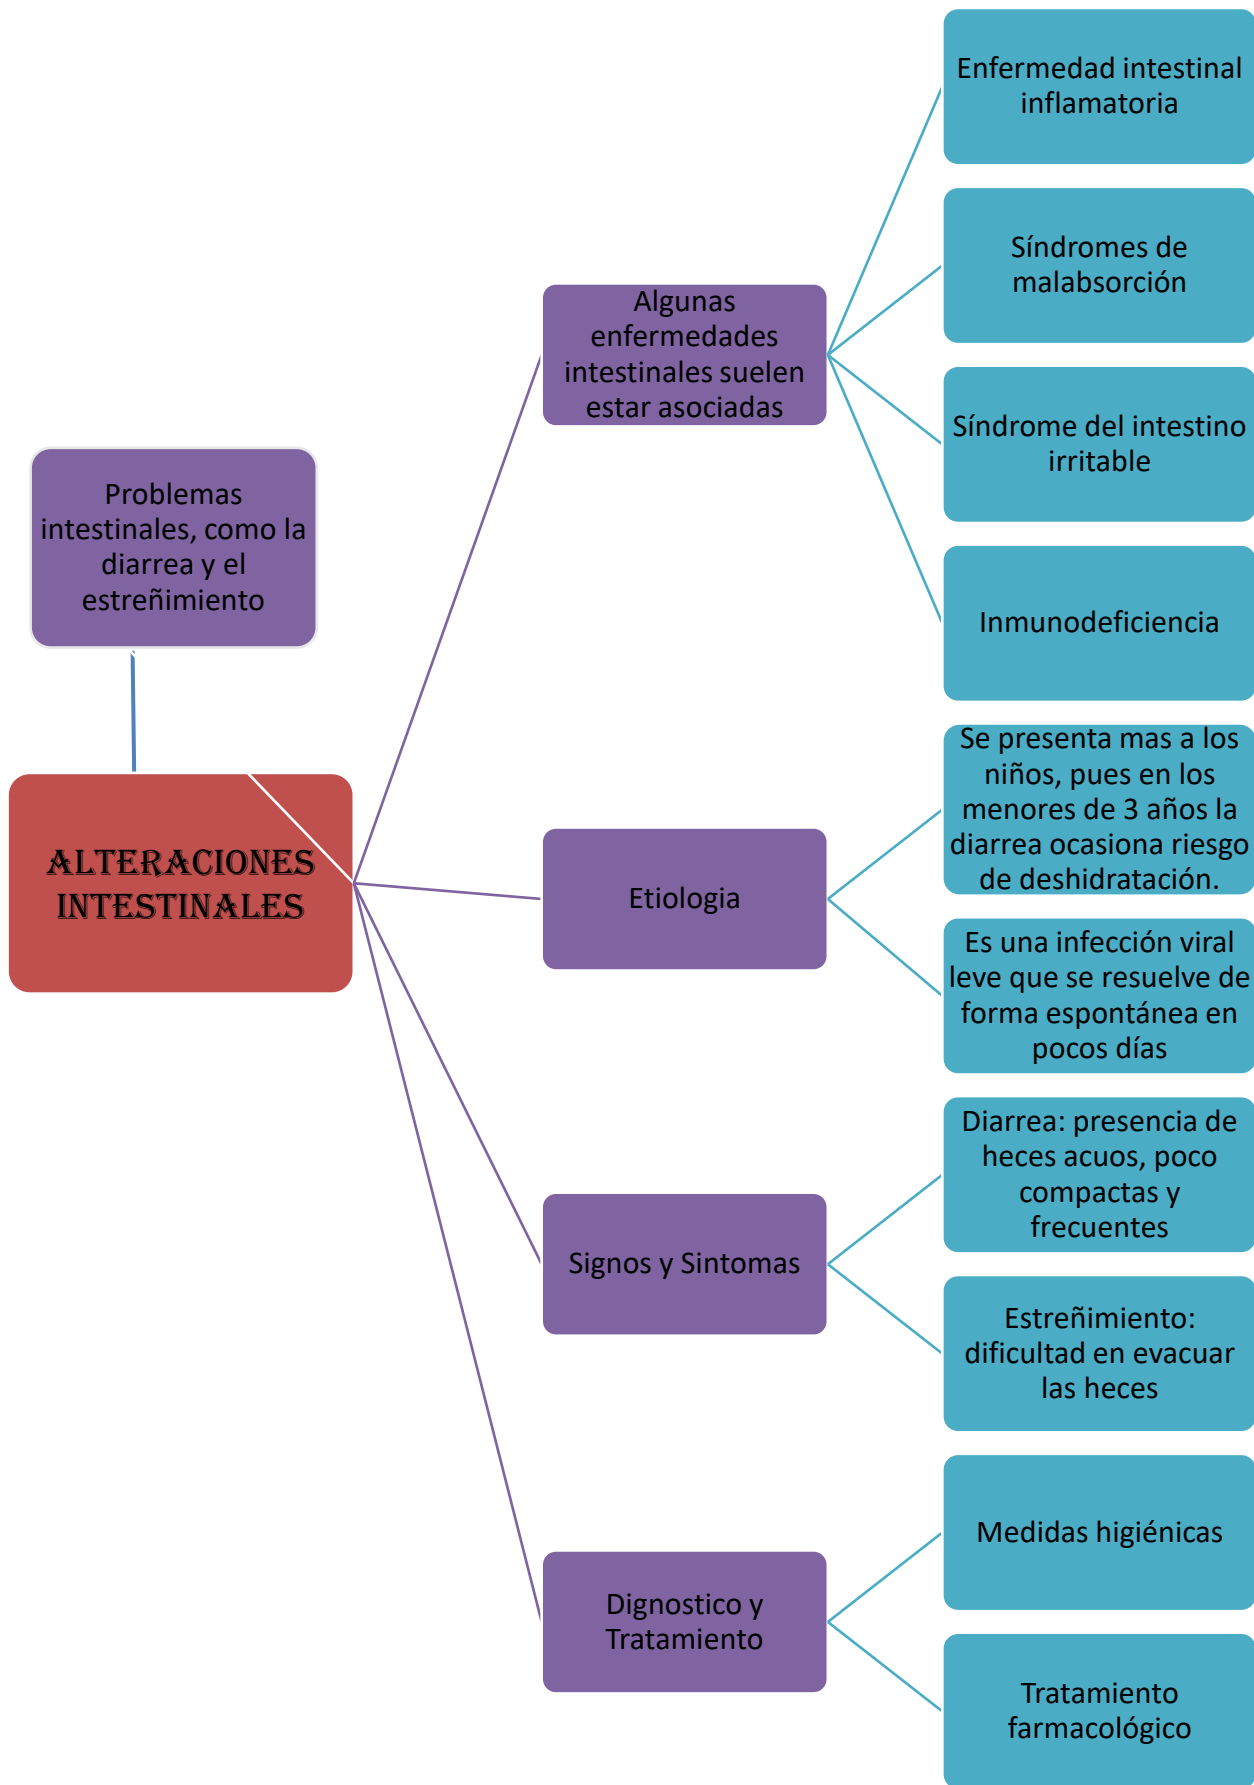 Problemas
intestinales, como la
diarrea y el
estreñimiento
ALTERACIONES
INTESTINALES
Algunas
enfermedades
intestinales suelen
estar asociadas
Enfermedad intestinal
inflamatoria
Síndromes de
malabsorción
Síndrome del intestino
irritable
Inmunodeficiencia
Etiologia
Se presenta mas a los
niños, pues en los
menores de 3 años la
diarrea ocasiona riesgo
de deshidratación.
Es una infección viral
leve que se resuelve de
forma espontánea en
pocos días
Signos y Sintomas
Diarrea: presencia de
heces acuos, poco
compactas y
frecuentes
Estreñimiento:
dificultad en evacuar
las heces
Dignostico y
Tratamiento
Medidas higiénicas
Tratamiento
farmacológico